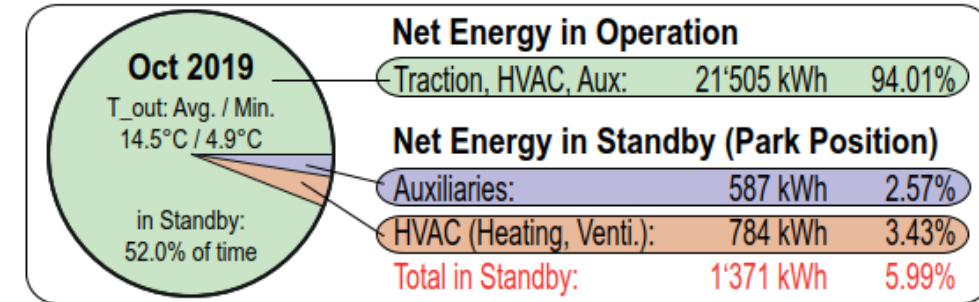 Oct 2019
T_out: Avg. / Min.
14.5°C / 4.9°C
in Standby:
52.0% of time
Net Energy in Operation
Traction, HVAC, Aux: 21‘505 kWh 94.01%
Net Energy in Standby (Park Position)
Auxiliaries: 587 kWh 2.57%
HVAC (Heating, Venti.): 784 kWh 3.43%
Total in Standby: 1‘371 kWh 5.99%